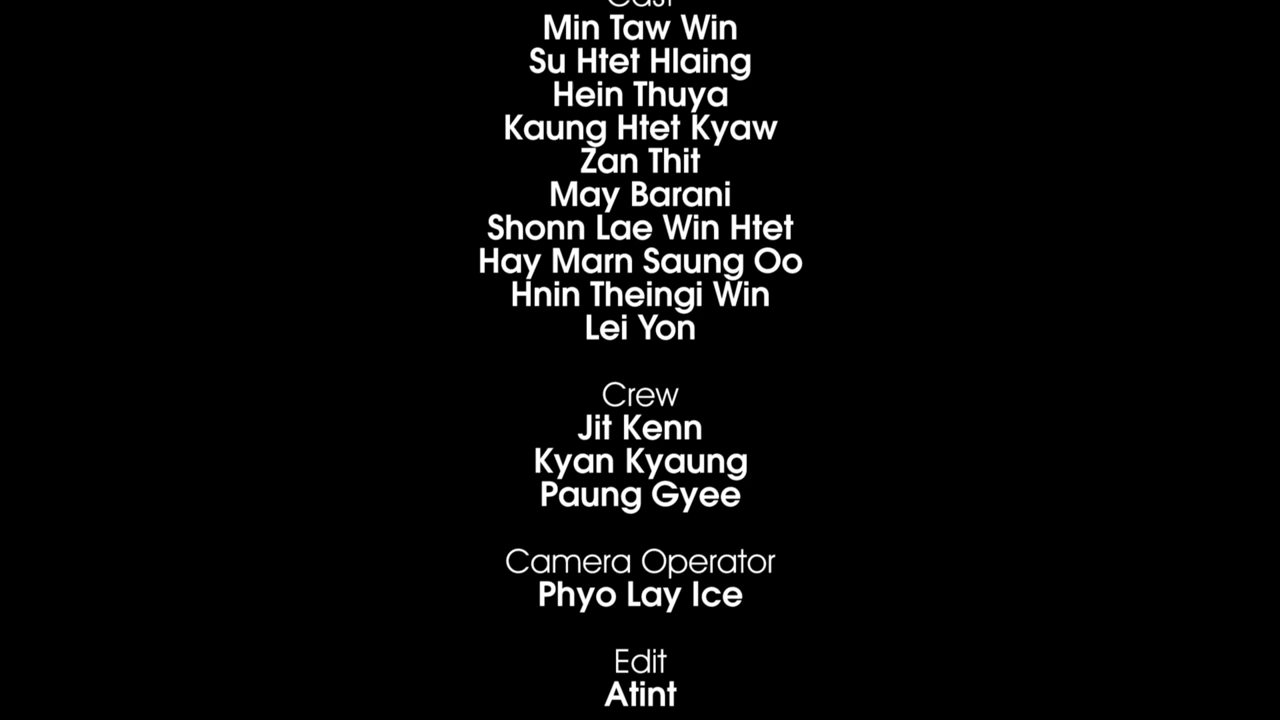 Cast
Min Taw Win
Su Htet Hlaing
Hein Thuya
Kaung Htet Kyaw
Zan Thit
May Barani
Shonn Lae Win Htet
Hay Marn Saung Oo
Hnin Theingi Win
Lei Yon
Crew
Jit Kenn
Kyan Kyaung
Paung Gyee
Camera Operator
Phyo Lay Ice
Edit
Atint